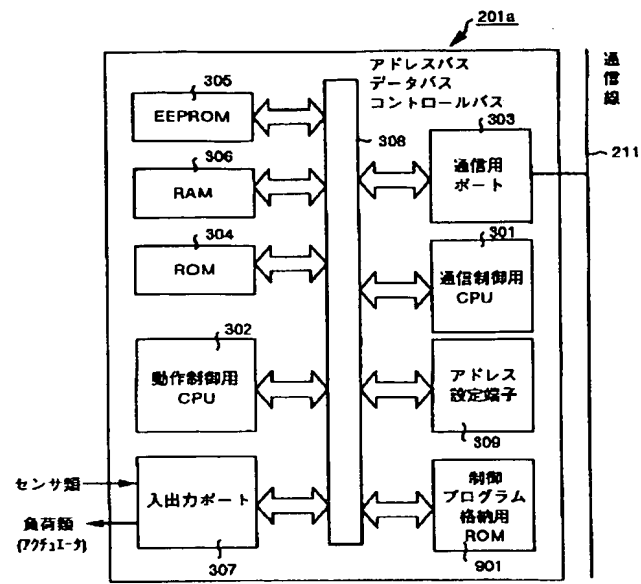 201a
アドレスバス
データバス
コントロールバス
通信線
305
EEPROM
308
303
通信用
ポート
211
306
RAM
304
ROM
301
通信制御用
CPU
302
動作制御用
CPU
アドレス
設定端子
309
センサ類
入出力ポート
負荷類
(アクチュエータ)
307
制御
プログラム
格納用
ROM
901